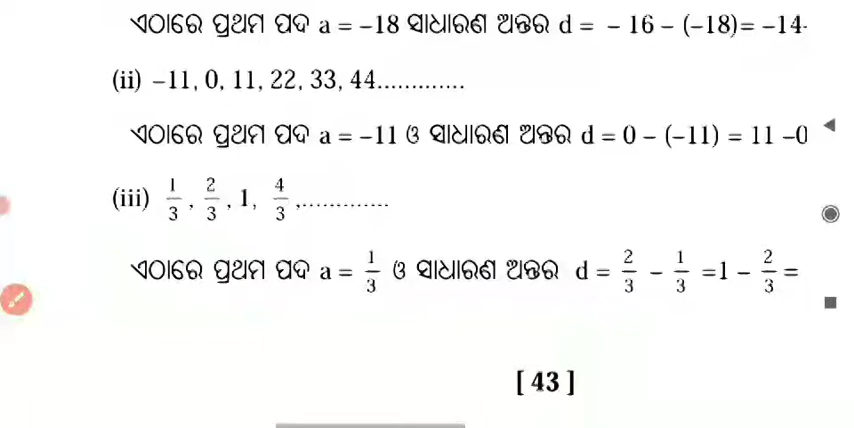 ଏଠାରେ ପ୍ରଥମ ପଦ a = –18 ସାଧାରଣ ଅନ୍ତର d = – 16 – (–18)= –14
(ii) –11, 0, 11, 22, 33, 44.............
ଏଠାରେ ପ୍ରଥମ ପଦ a = –11 ଓ ସାଧାରଣ ଅନ୍ତର d = 0 – (–11) = 11 –0
(iii) 1/3 , 2/3 , 1, 4/3 ,.............
ଏଠାରେ ପ୍ରଥମ ପଦ a = 1/3 ଓ ସାଧାରଣ ଅନ୍ତର d = 2/3 – 1/3 =1 – 2/3 =
[ 43 ]